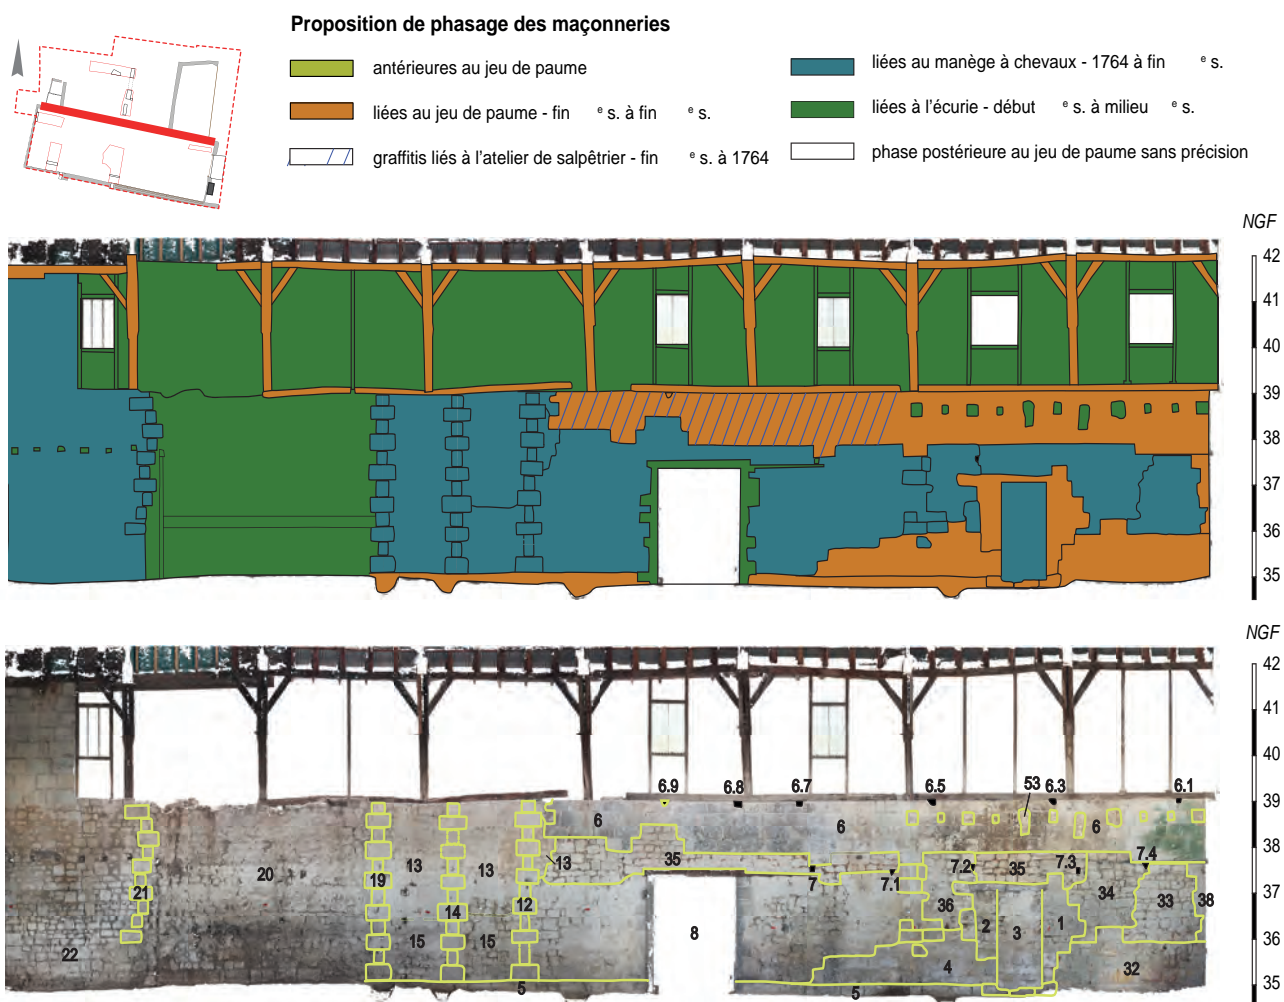 Proposition de phasage des maçonneries
antérieures au jeu de paume
liées au jeu de paume - fin e s. à fin e s.
graffitis liés à l'atelier de salpêtrier - fin e s. à 1764
liées au manège à chevaux - 1764 à fin e s.
liées à l'écurie - début e s. à milieu e s.
phase postérieure au jeu de paume sans précision
NGF
42
41
40
39
38
37
36
35
NGF
42
41
40
39
38
37
36
35
6.9 6.8 6.7 6.5 53 6.3 6.1
6 6 6
13 13 13 35 7.2 35 7.3 7.4
21 20 19 14 12 7 7.1 36 34 33 38
22 15 15 8 2 3 1
4 32
5 5